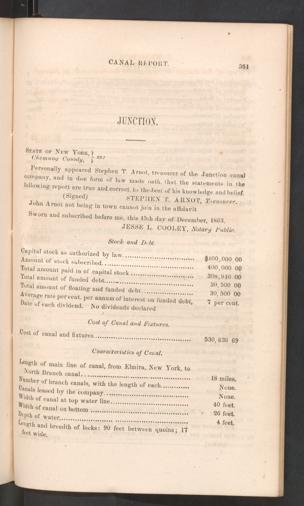 CANAL REPORT. 361
JUNCTION.
STATE OF NEW YORK, }
Chemung County, } ss:
Personally appeared Stephen T. Arnot, treasurer of the Junction canal
company, and in due form of law made oath that the statements in the
following report are true and correct, to the best of his knowledge and belief.
(Signed) STEPHEN T. ARNOT, Treasurer.
John Arnot not being in town cannot join in the affidavit.
Sworn and subscribed before me, this 15th day of December, 1863.
JESSE L. COOLEY, Notary Public.
Stock and Debt.
Capital stock as authorized by law $400,000 00
Amount of stock subscribed 400,000 00
Total amount paid in of capital stock 398,910 00
Total amount of funded debt 30,500 00
Total amount of floating and funded debt 30,500 00
Average rate per cent. per annum of interest on funded debt, 7 per cent.
Date of each dividend. No dividends declared
Cost of Canal and Fixtures.
Cost of canal and fixtures 530,620 69
Characteristics of Canal.
Length of main line of canal, from Elmira, New York, to
North Branch canal 18 miles.
Number of branch canals, with the length of each None.
Canals leased by the company None.
Width of canal at top water line 40 feet.
Width of canal on bottom 26 feet.
Depth of water 4 feet.
Length and breadth of locks: 90 feet between quoins; 17
feet wide.